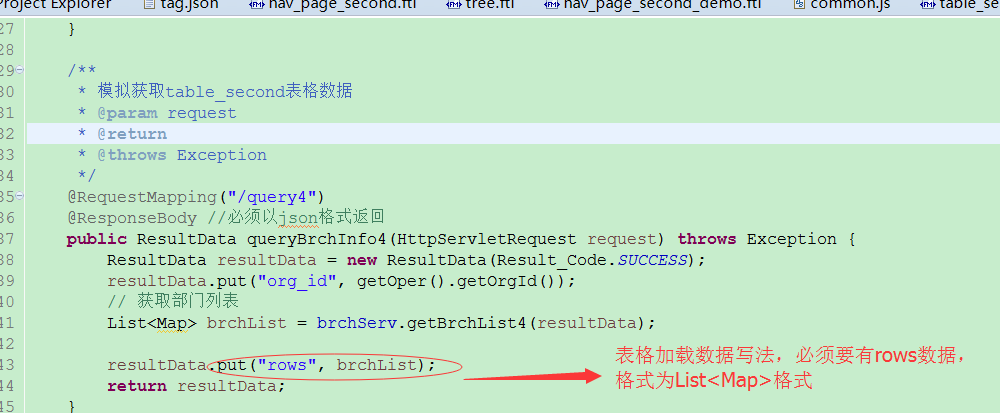 Project Explorer tag.json nav_page_second.ftl tree.ftl nav_page_second_demo.ftl common.js table_se
27 }
28
29 /**
30 * 模拟获取table_second表格数据
31 * @param request
32 * @return
33 * @throws Exception
34 */
35 @RequestMapping("/query4")
36 @ResponseBody //必须以json格式返回
37 public ResultData queryBrchInfo4(HttpServletRequest request) throws Exception {
38 ResultData resultData = new ResultData(Result_Code.SUCCESS);
39 resultData.put("org_id", getOper().getOrgId());
40 // 获取部门列表
41 List<Map> brchList = brchServ.getBrchList4(resultData);
42
43 resultData.put("rows", brchList);
44 return resultData;
45 }
表格加载数据写法，必须要有rows数据，
格式为List<Map>格式